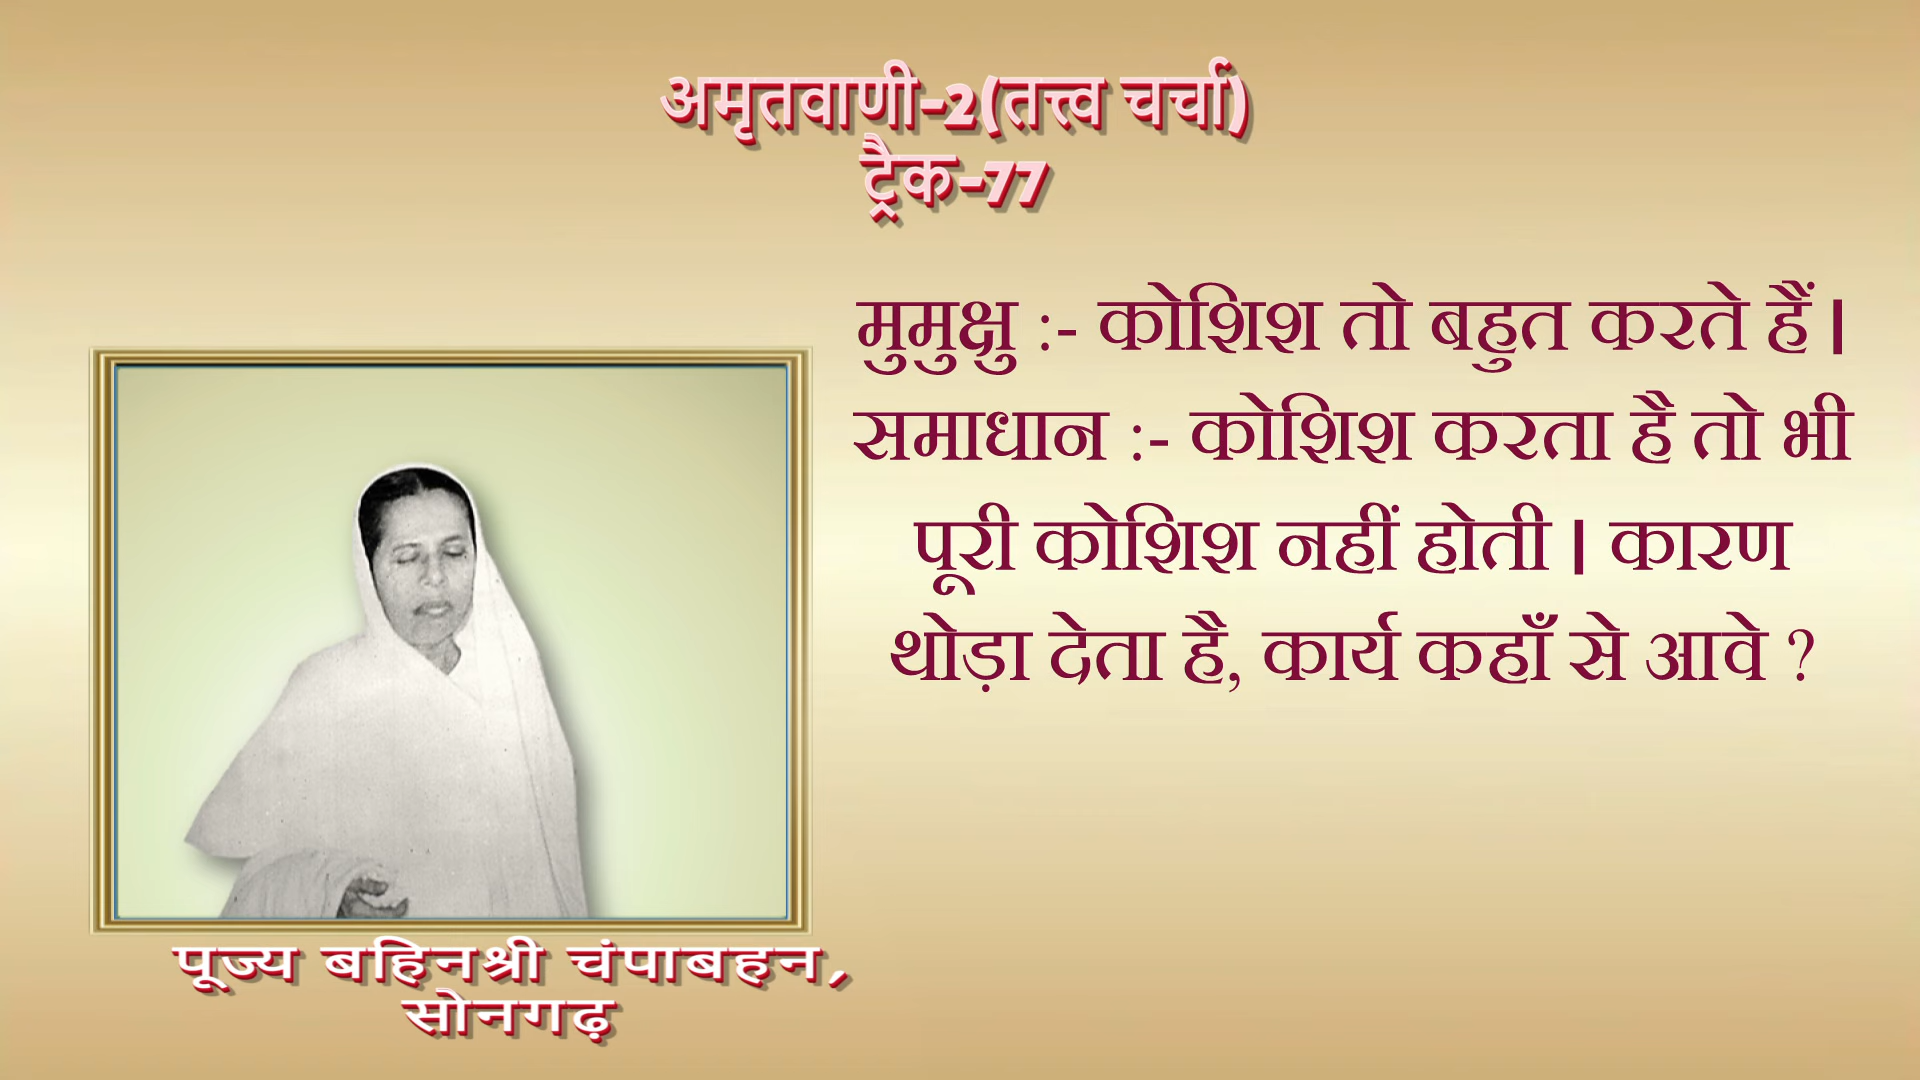 अमृतवाणी-2(तत्त्व चर्चा)
ट्रैक-77
मुमुक्षु :- कोशिश तो बहुत करते हैं ।
समाधान :- कोशिश करता है तो भी
पूरी कोशिश नहीं होती । कारण
थोड़ा देता है, कार्य कहाँ से आवे ?
पूज्य बहिनश्री चंपाबहन,
सोनगढ़